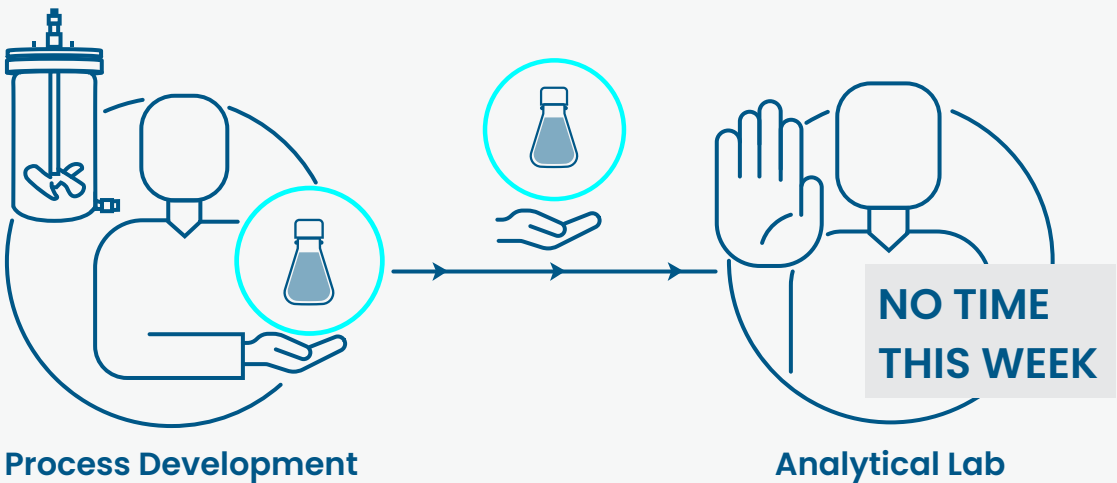 NO TIME
THIS WEEK
Process Development
Analytical Lab